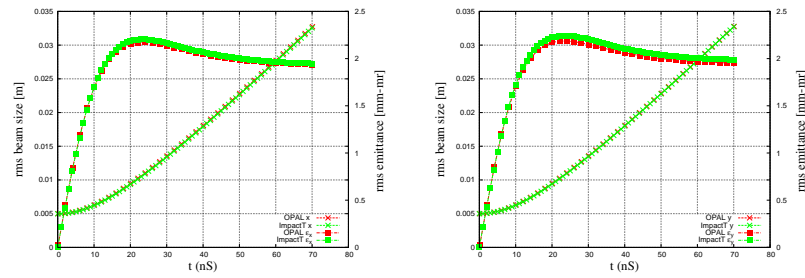 0.035
0.03
0.025
0.02
0.015
0.01
0.005
0
rms beam size [m]
2.5
2
1.5
1
0.5
0
rms emittance [mm-mr]
0 10 20 30 40 50 60 70 80
t (nS)
OPAL x
ImpactT x
OPAL εx
ImpactT εx
0.035
0.03
0.025
0.02
0.015
0.01
0.005
0
rms beam size [m]
2.5
2
1.5
1
0.5
0
rms emittance [mm-mr]
0 10 20 30 40 50 60 70 80
t (nS)
OPAL y
ImpactT y
OPAL εy
ImpactT εy